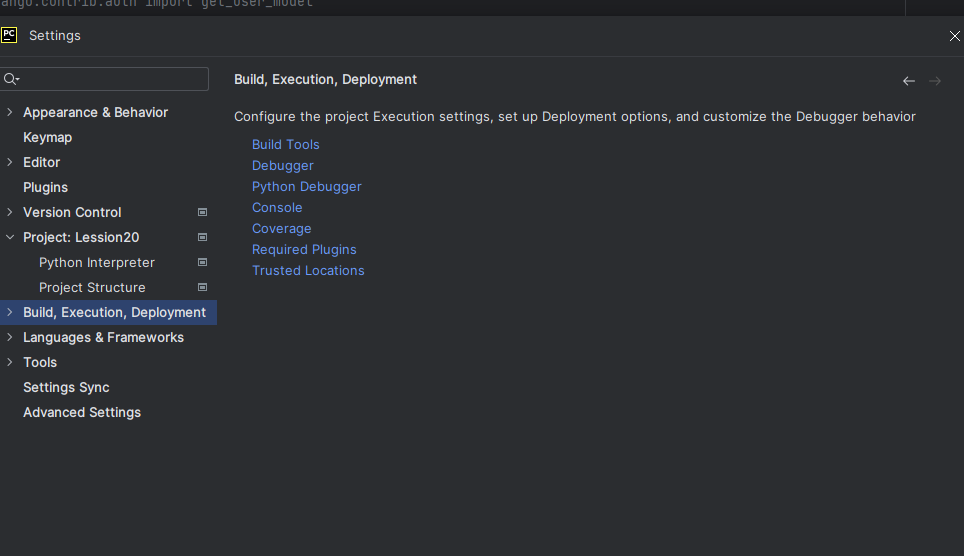 ango.contrib.auth import get_user_model
PC
Settings
Build, Execution, Deployment
Configure the project Execution settings, set up Deployment options, and customize the Debugger behavior
Build Tools
Debugger
Python Debugger
Console
Coverage
Required Plugins
Trusted Locations
Appearance & Behavior
Keymap
Editor
Plugins
Version Control
Project: Lession20
Python Interpreter
Project Structure
Build, Execution, Deployment
Languages & Frameworks
Tools
Settings Sync
Advanced Settings